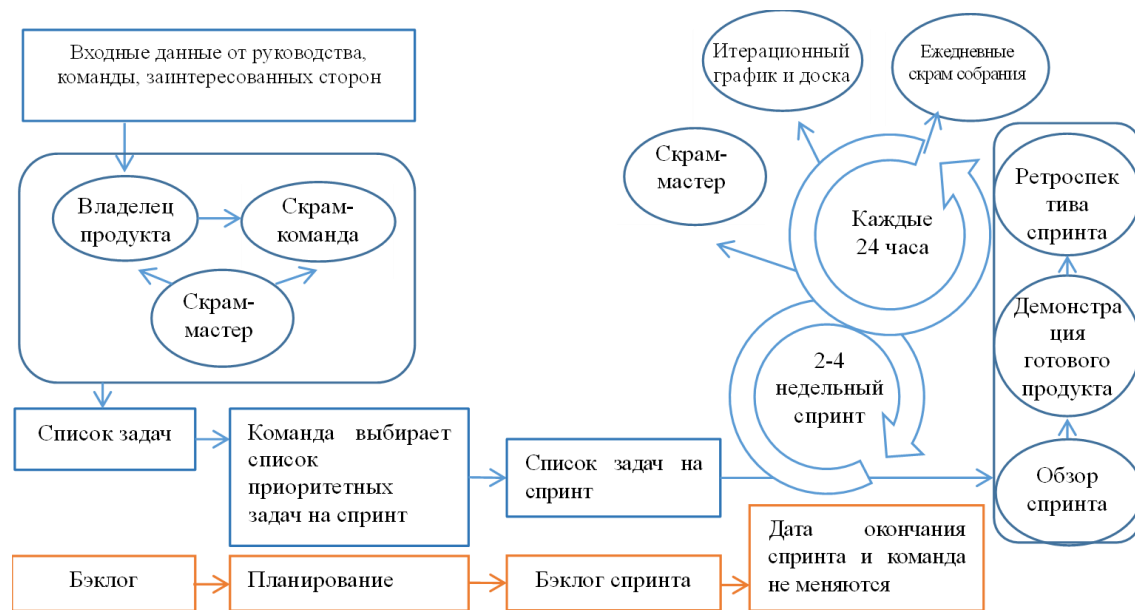 Входные данные от руководства,
команды, заинтересованных сторон
Владелец
продукта
Скрам-
команда
Скрам-
мастер
Итерационный
график и доска
Ежедневные
скрам собрания
Скрам-
мастер
Каждые
24 часа
2-4
недельный
спринт
Ретроспек
тива
спринта
Демонстра
ция
готового
продукта
Обзор
спринта
Список задач
Команда выбирает
список
приоритетных
задач на спринт
Список задач на
спринт
Бэклог
Планирование
Бэклог спринта
Дата окончания
спринта и команда
не меняются